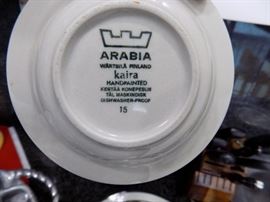 ARABIA
WÄRTSILÄ FINLAND
kaira
HANDPAINTED
KESTÄÄ KONEPESUN
TÅL MASKINDISK
DISHWASHER-PROOF
15